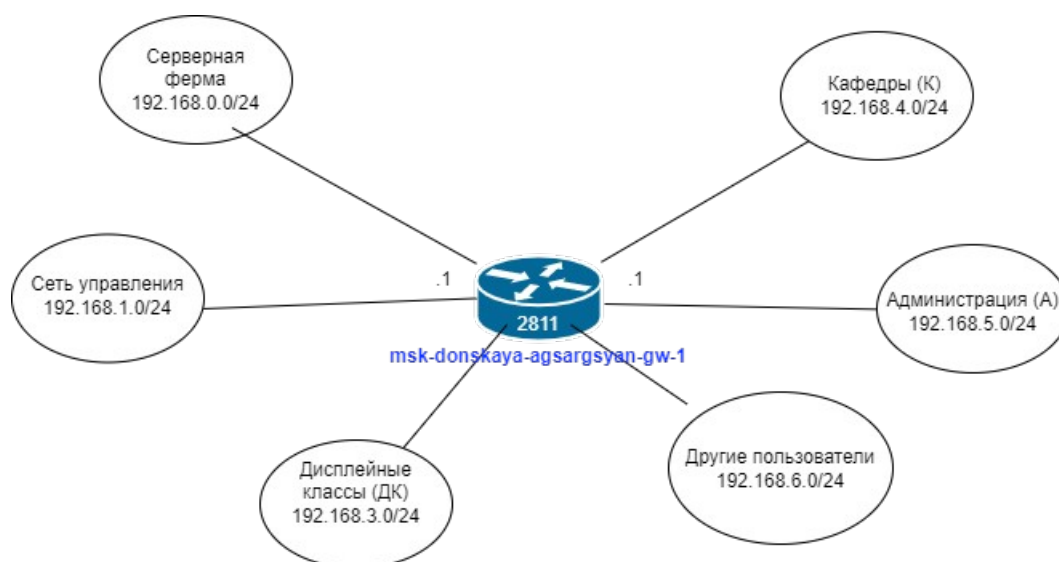 Серверная
ферма
192.168.0.0/24
Кафедры (К)
192.168.4.0/24
Сеть управления
192.168.1.0/24
.1
.1
2811
msk-donskaya-agsargsyan-gw-1
Администрация (А)
192.168.5.0/24
Дисплейные
классы (ДК)
192.168.3.0/24
Другие пользователи
192.168.6.0/24